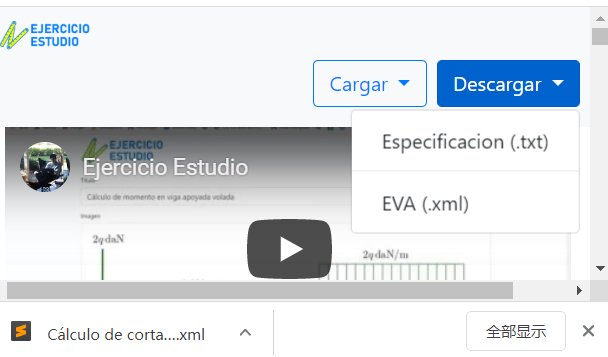 EJERCICIO
ESTUDIO
Cargar
Descargar
Especificacion (.txt)
EVA (.xml)
EJERCICIO
ESTUDIO
Ejercicio Estudio
Título
Cálculo de momento en viga apoyada volada
Imagen
2q daN
2q daN/m
Cálculo de corta....xml
全部显示